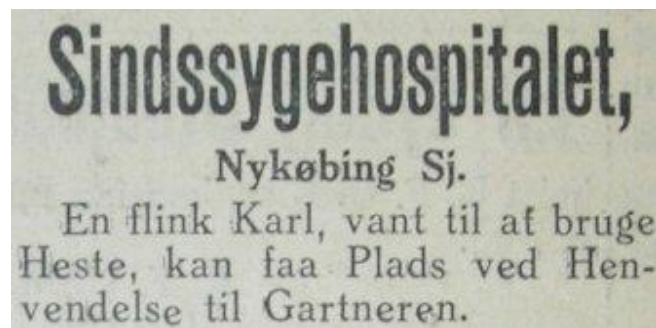 Sindssygehospitalet,
Nykøbing Sj.
En flink Karl, vant til at bruge
Heste, kan faa Plads ved Hen-
vendelse til Gartneren.